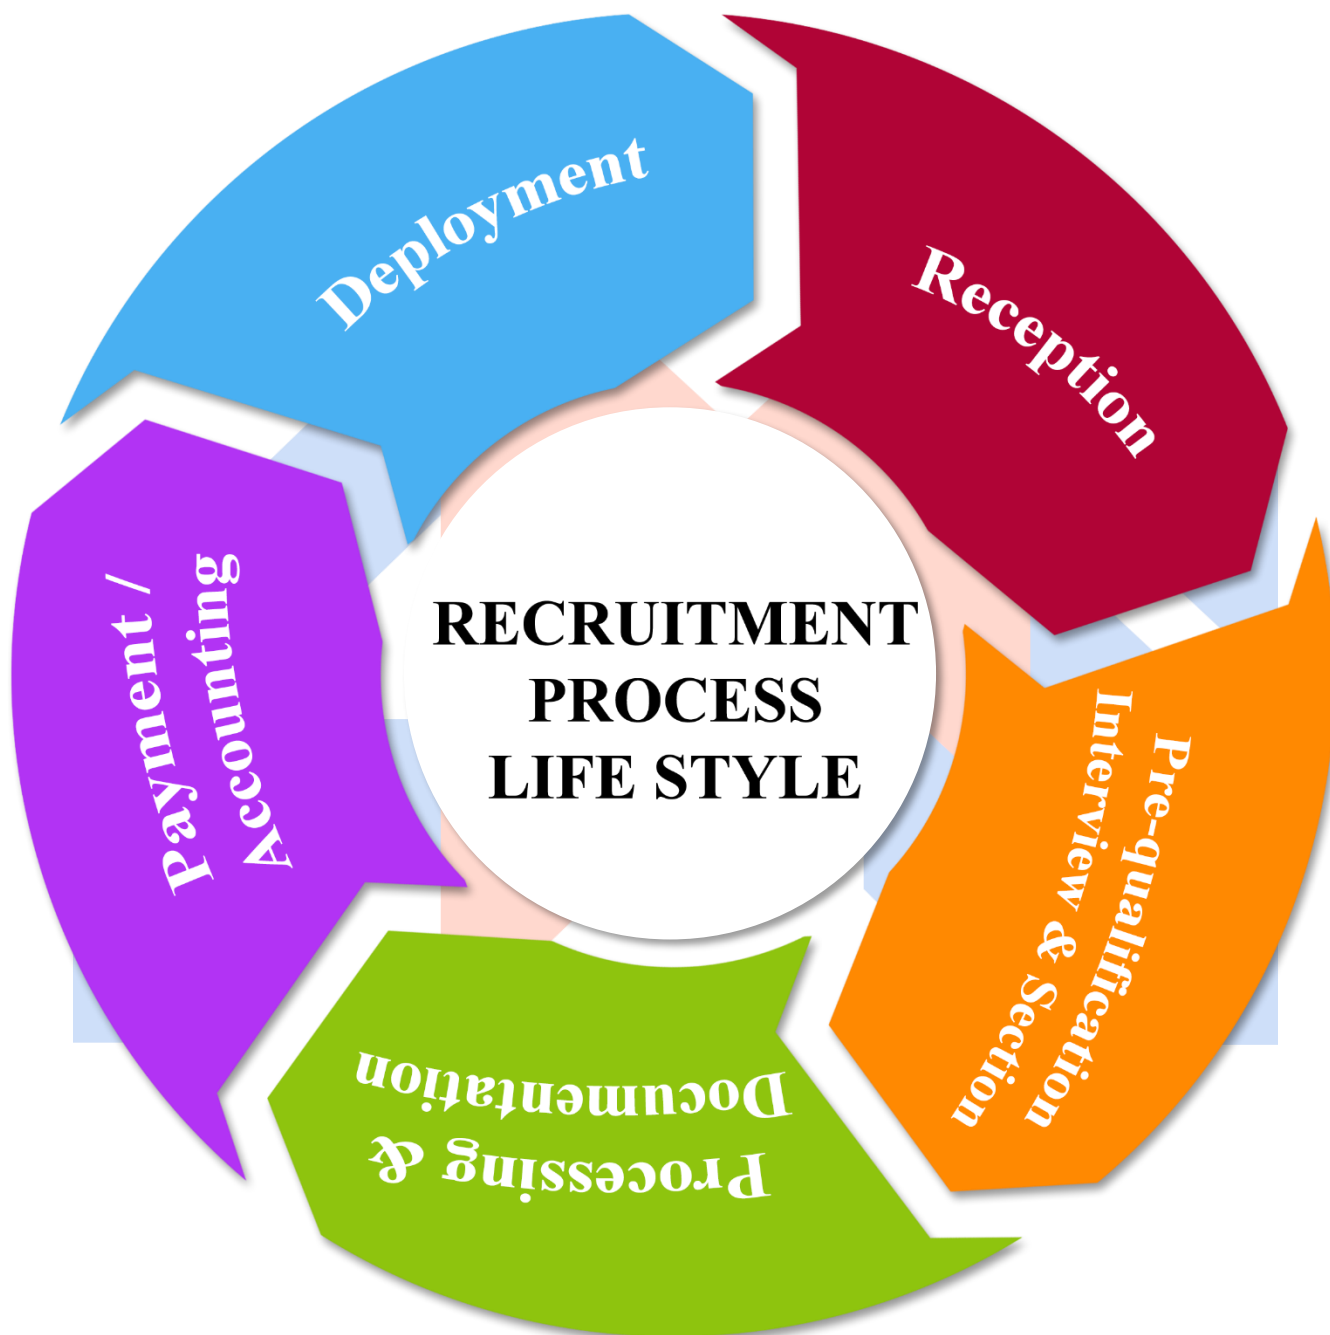 RECRUITMENT
PROCESS
LIFE STYLE
Reception
Pre-qualification
Interview & Section
Processing &
Documentation
Payment /
Accounting
Deployment